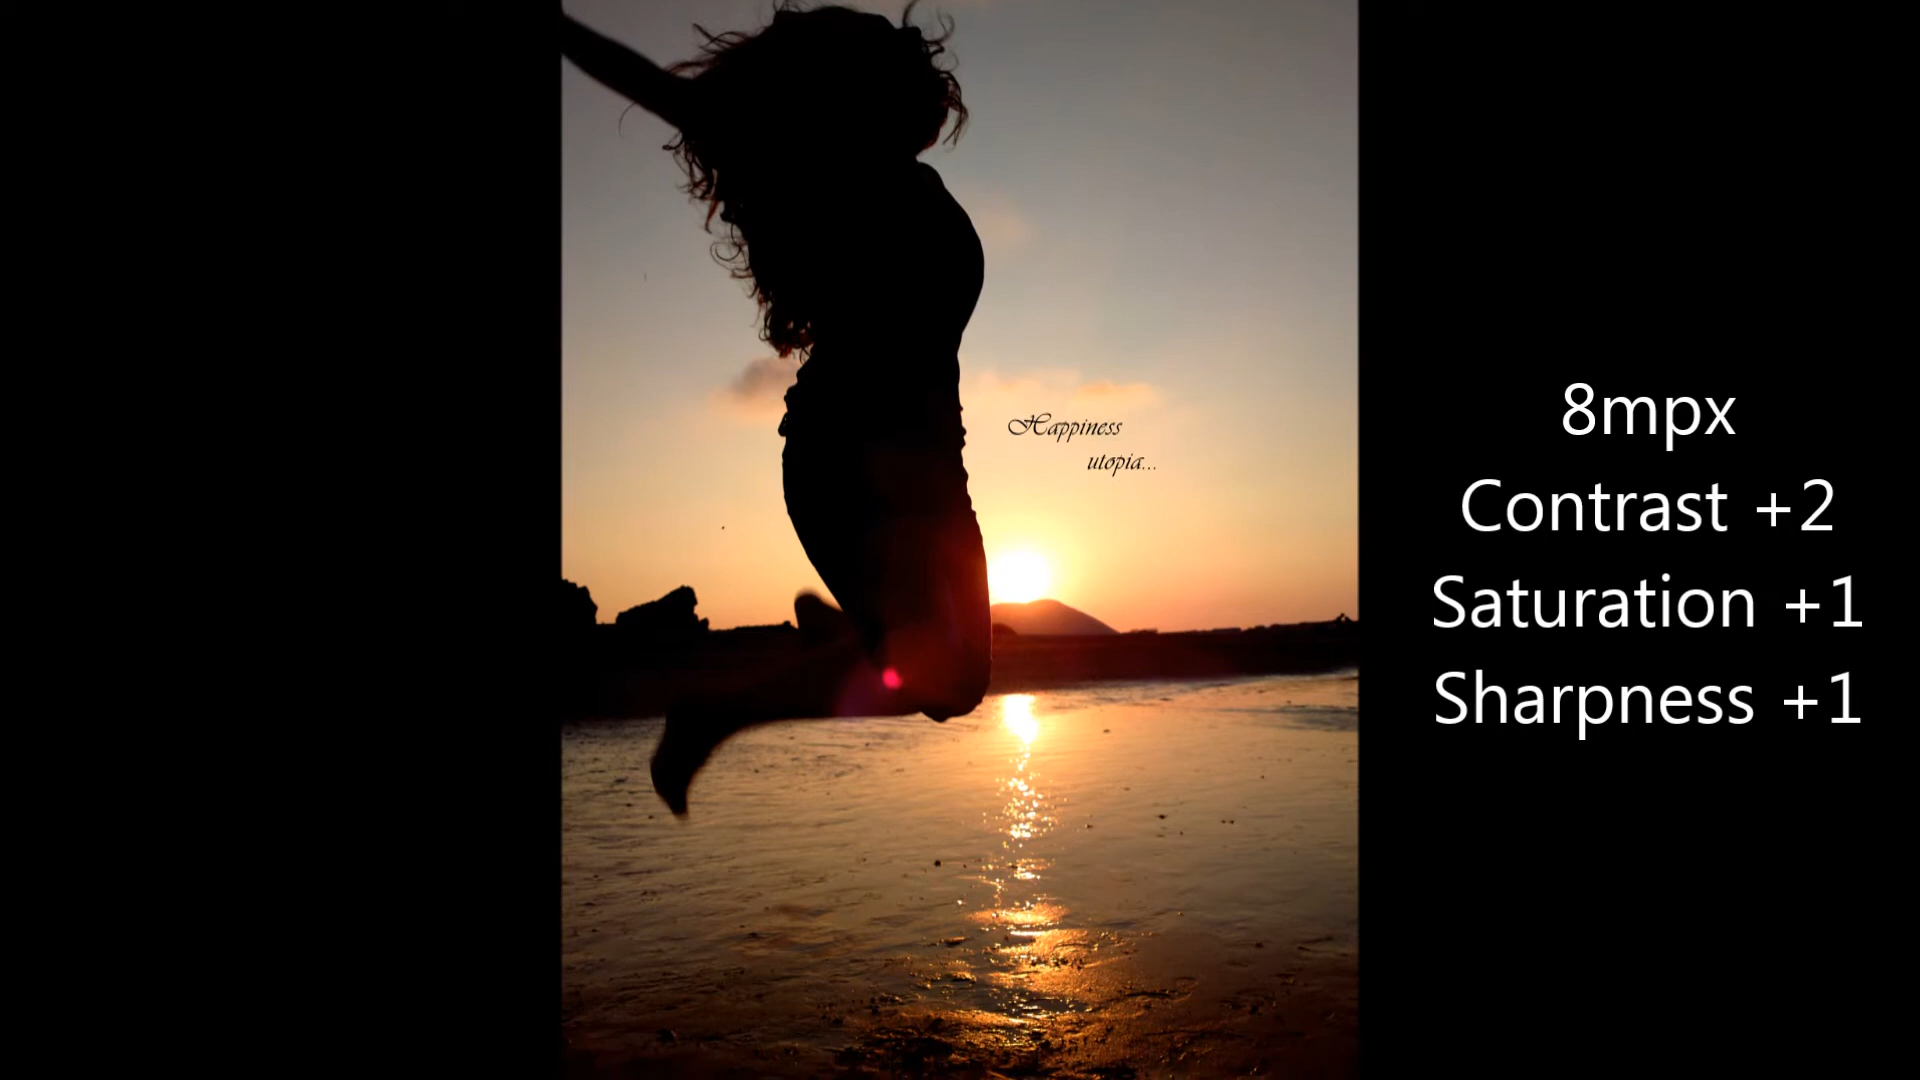 Happiness
utopia...
8mpx
Contrast +2
Saturation +1
Sharpness +1